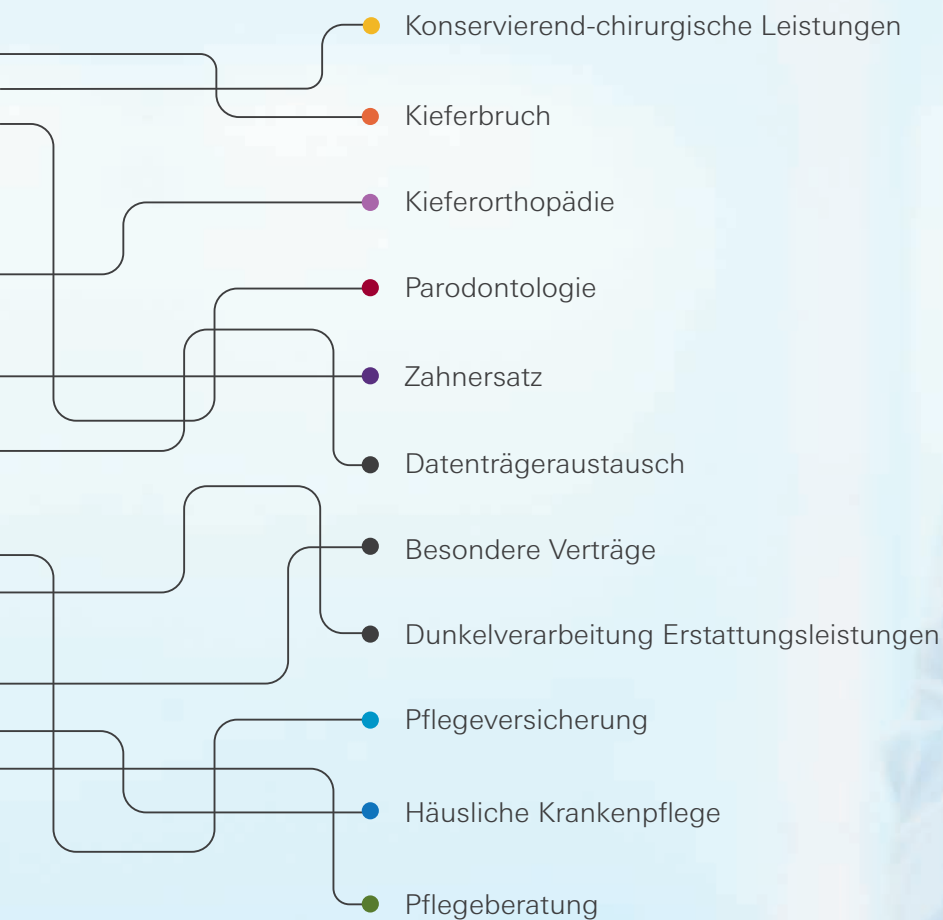 Konservierend-chirurgische Leistungen
Kieferbruch
Kieferorthopädie
Parodontologie
Zahnersatz
Datenträgeraustausch
Besondere Verträge
Dunkelverarbeitung Erstattungsleistungen
Pflegeversicherung
Häusliche Krankenpflege
Pflegeberatung